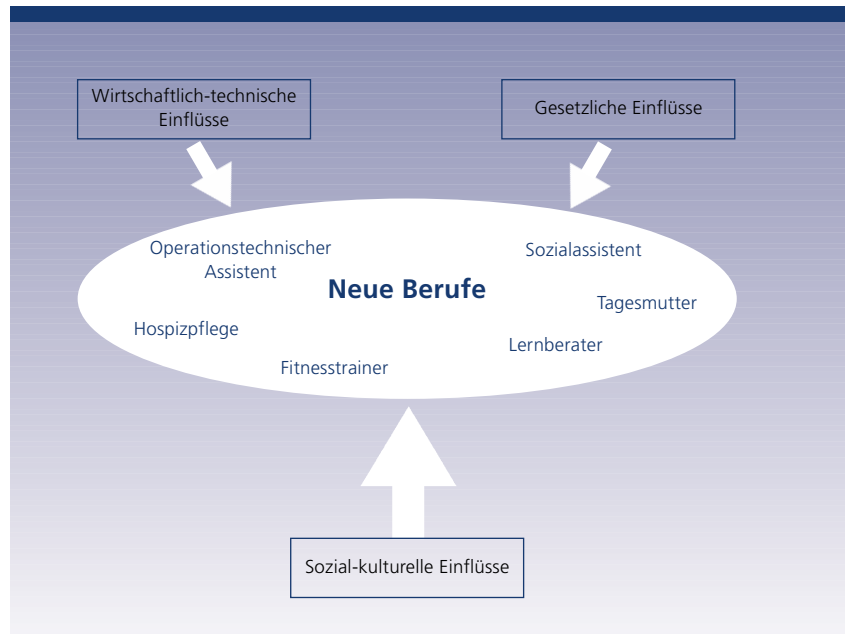 Wirtschaftlich-technische
Einflüsse
Gesetzliche Einflüsse
Operationstechnischer
Assistent
Sozialassistent
Neue Berufe
Tagesmutter
Hospizpflege
Lernberater
Fitnesstrainer
Sozial-kulturelle Einflüsse